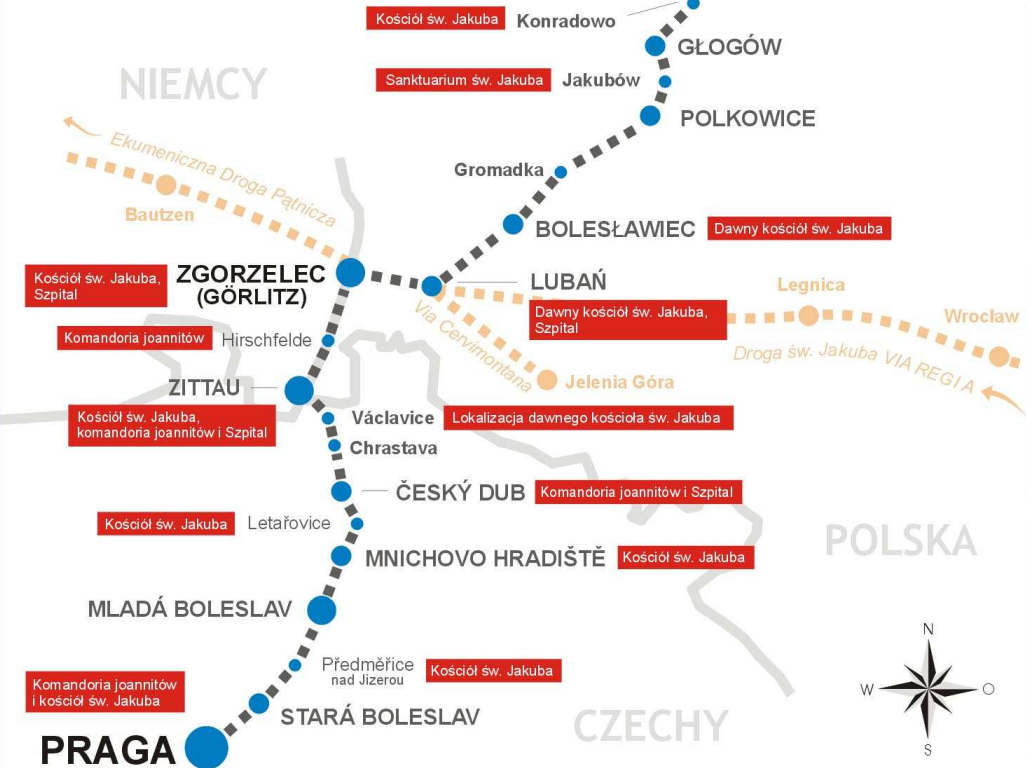 Kościół św. Jakuba
Konradowo
GŁOGÓW
NIEMCY
Sanktuarium św. Jakuba
Jakubów
POLKOWICE
Ekumeniczna Droga Pątnicza
Gromadka
Bautzen
BOLESŁAWIEC
Dawny kościół św. Jakuba
Kościół św. Jakuba,
Szpital
ZGORZELEC
(GÖRLITZ)
LUBAŃ
Dawny kościół św. Jakuba,
Szpital
Legnica
Wrocław
Komandoria joannitów
Hirschfelde
Via Cervimontana
Droga św. Jakuba VIA REGIA
Jelenia Góra
ZITTAU
Kościół św. Jakuba,
komandoria joannitów i Szpital
Václavice
Lokalizacja dawnego kościoła św. Jakuba
Chrastava
ČESKÝ DUB
Komandoria joannitów i Szpital
Kościół św. Jakuba
Letařovice
POLSKA
MNICHOVO HRADIŠTĚ
Kościół św. Jakuba
MLADÁ BOLESLAV
Předměřice
nad Jizerou
Kościół św. Jakuba
Komandoria joannitów
i kościół św. Jakuba
STARÁ BOLESLAV
CZECHY
PRAGA
N
W
O
S